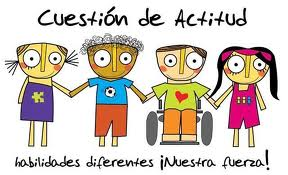 Cuestión de Actitud
habilidades diferentes ¡Nuestra fuerza!